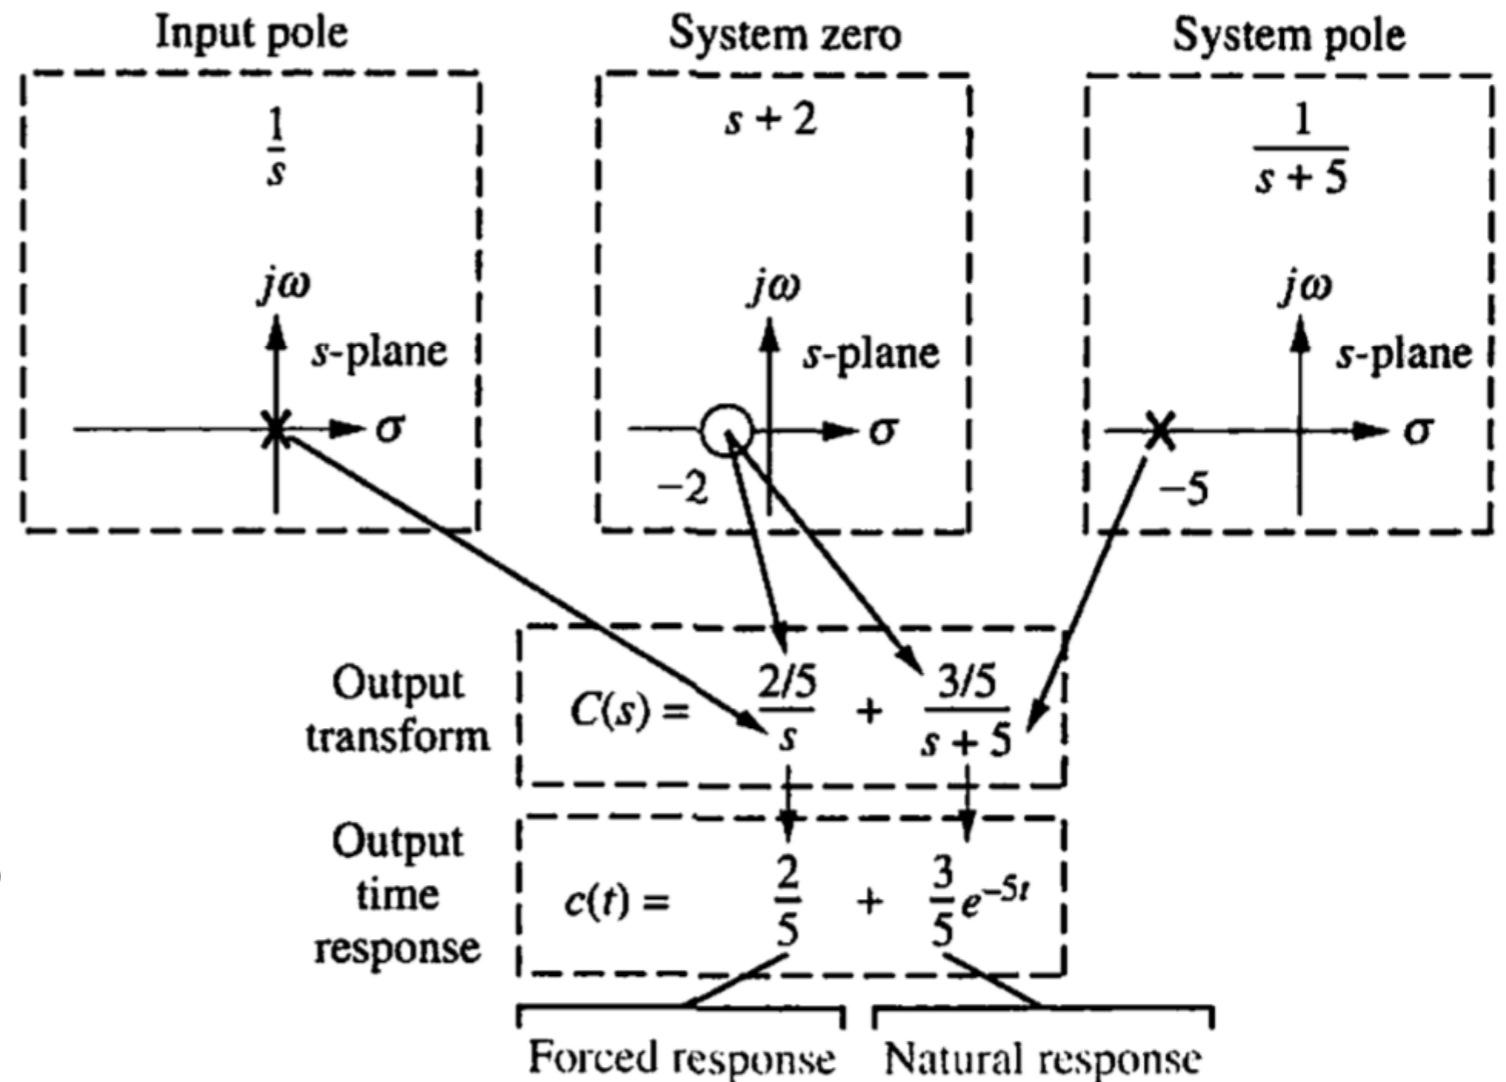 Input pole
System zero
System pole
1/s
s + 2
1/(s + 5)
jω
s-plane
σ
jω
s-plane
σ
−2
jω
s-plane
σ
−5
Output
transform
C(s) = (2/5)/s + (3/5)/(s + 5)
Output
time
response
c(t) = 2/5 + 3/5 e^(−5t)
Forced response
Natural response